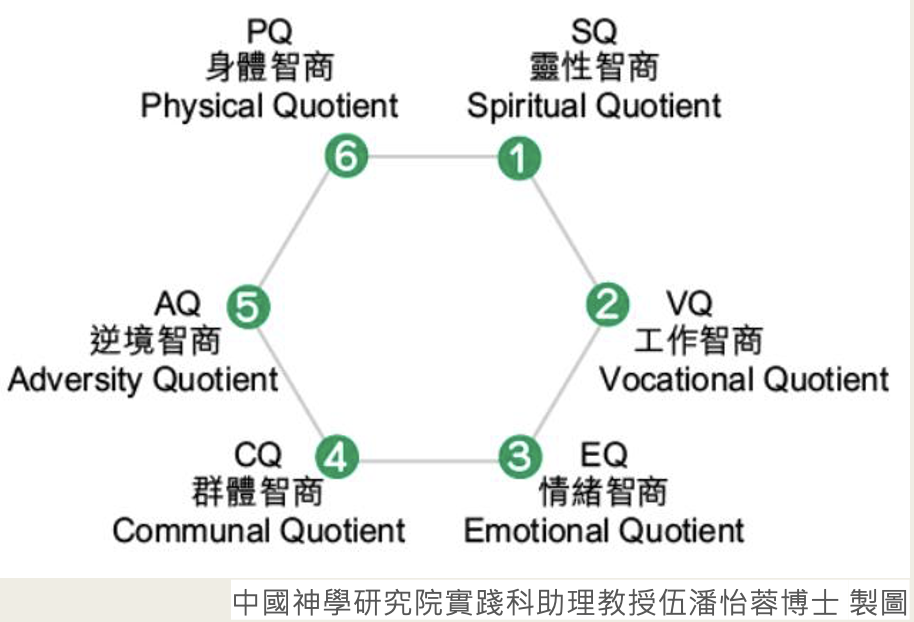 PQ
身體智商
Physical Quotient
SQ
靈性智商
Spiritual Quotient
6
1
AQ
逆境智商
Adversity Quotient
5
2
VQ
工作智商
Vocational Quotient
CQ
群體智商
Communal Quotient
4
3
EQ
情緒智商
Emotional Quotient
中國神學研究院實踐科助理教授伍潘怡蓉博士 製圖